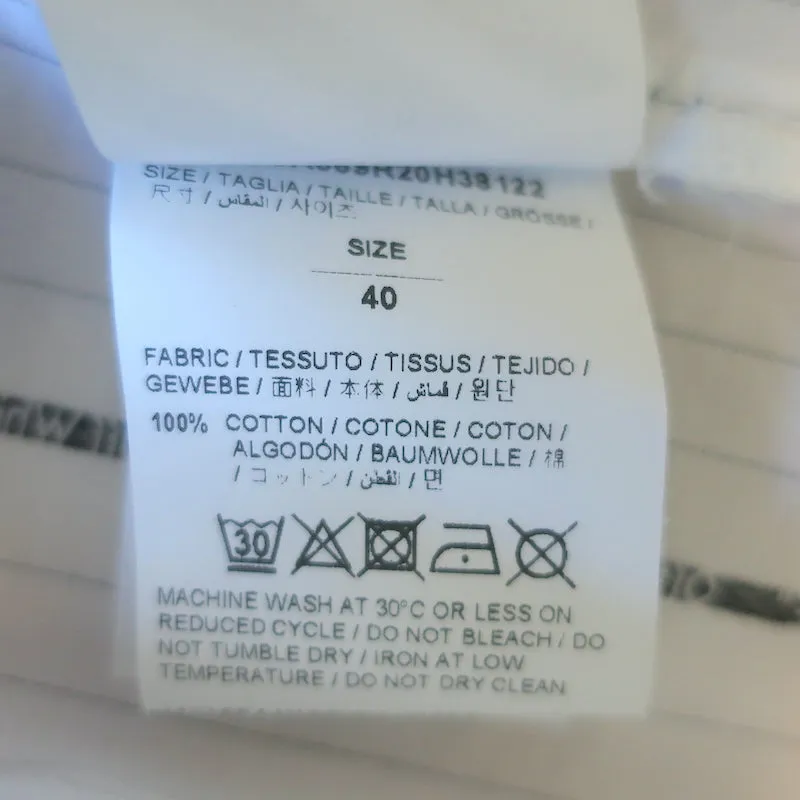 SIZE / TAGLIA / TAILLE / TALLA / GRÖSSE /
尺寸 / المقاس / 사이즈
SIZE
40
FABRIC / TESSUTO / TISSUS / TEJIDO /
GEWEBE / 面料 / 本体 / قماش / 원단
100% COTTON / COTONE / COTON /
ALGODÓN / BAUMWOLLE / 棉
/ コットン / القطن / 면
30
MACHINE WASH AT 30°C OR LESS ON
REDUCED CYCLE / DO NOT BLEACH / DO
NOT TUMBLE DRY / IRON AT LOW
TEMPERATURE / DO NOT DRY CLEAN